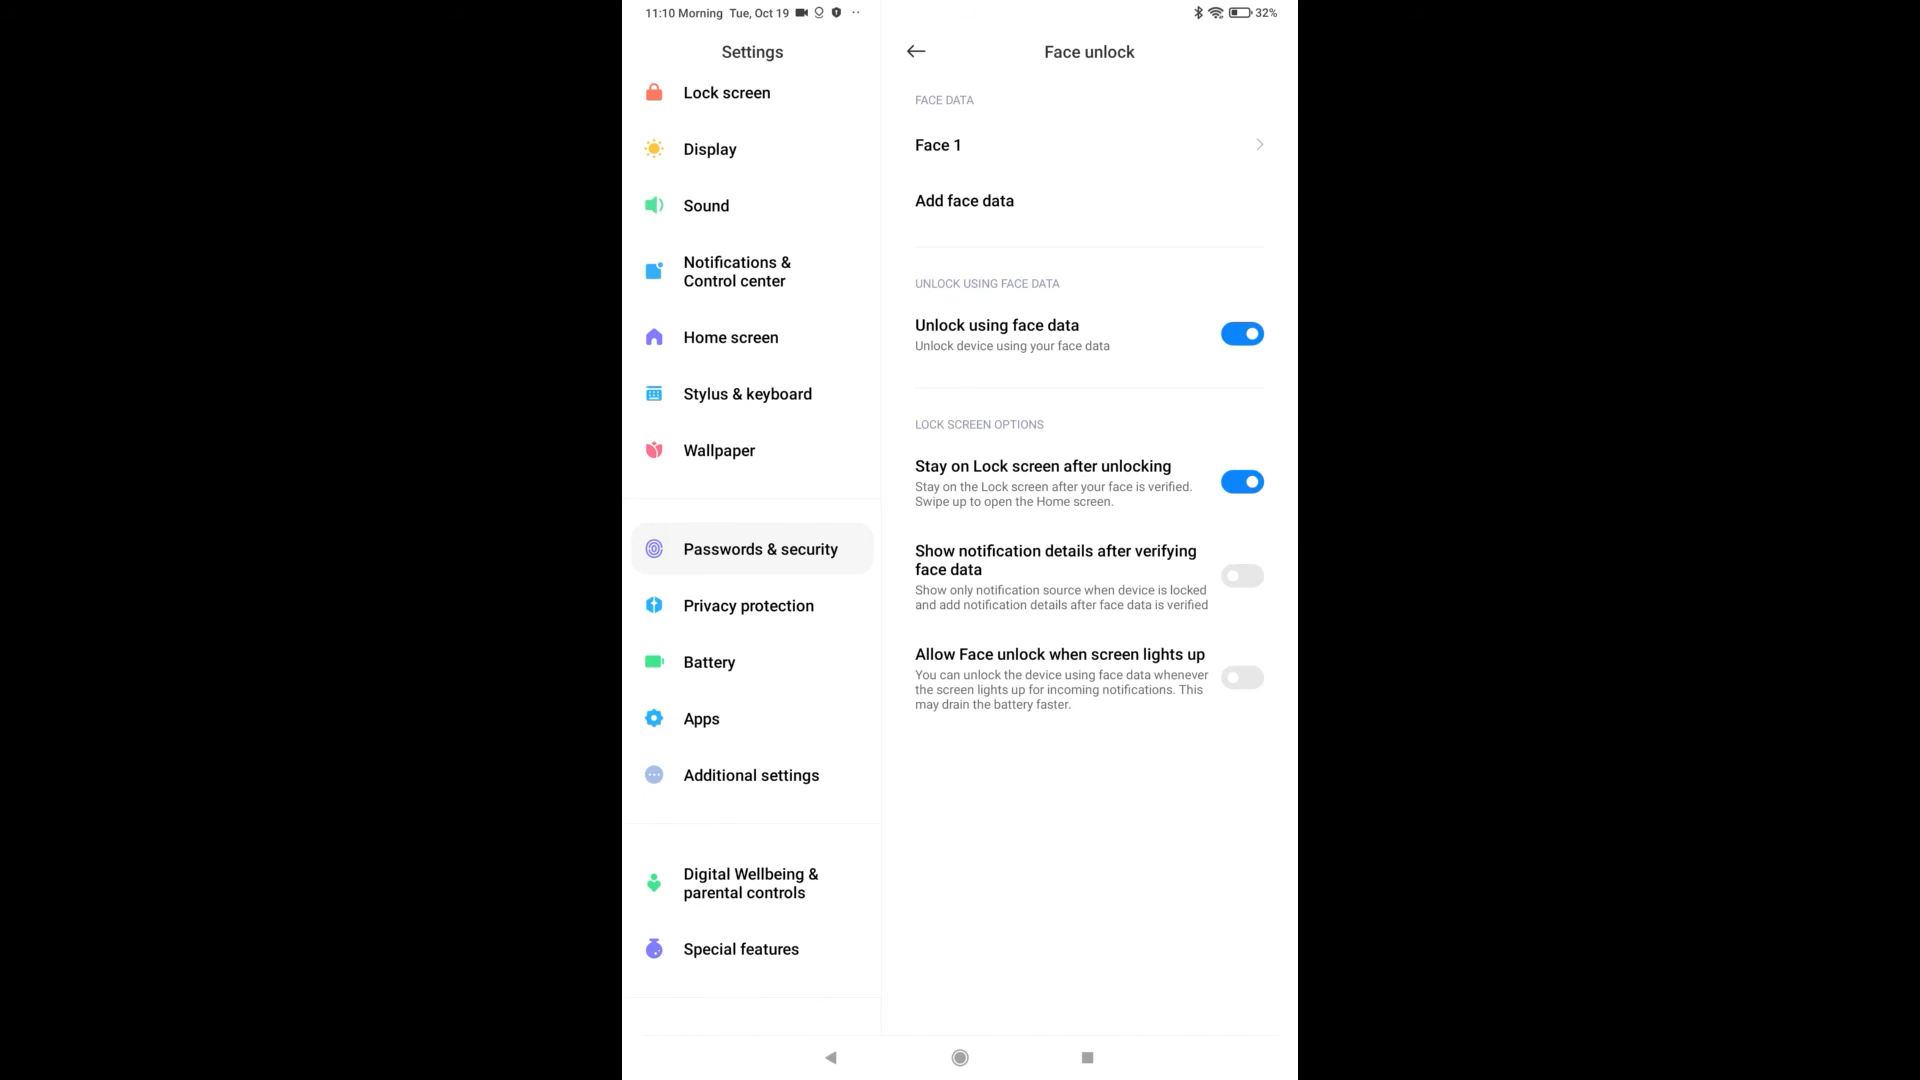 11:10 Morning Tue, Oct 19
32%
Settings
Lock screen
Display
Sound
Notifications &
Control center
Home screen
Stylus & keyboard
Wallpaper
Passwords & security
Privacy protection
Battery
Apps
Additional settings
Digital Wellbeing &
parental controls
Special features
Face unlock
FACE DATA
Face 1
Add face data
UNLOCK USING FACE DATA
Unlock using face data
Unlock device using your face data
LOCK SCREEN OPTIONS
Stay on Lock screen after unlocking
Stay on the Lock screen after your face is verified.
Swipe up to open the Home screen.
Show notification details after verifying
face data
Show only notification source when device is locked
and add notification details after face data is verified
Allow Face unlock when screen lights up
You can unlock the device using face data whenever
the screen lights up for incoming notifications. This
may drain the battery faster.